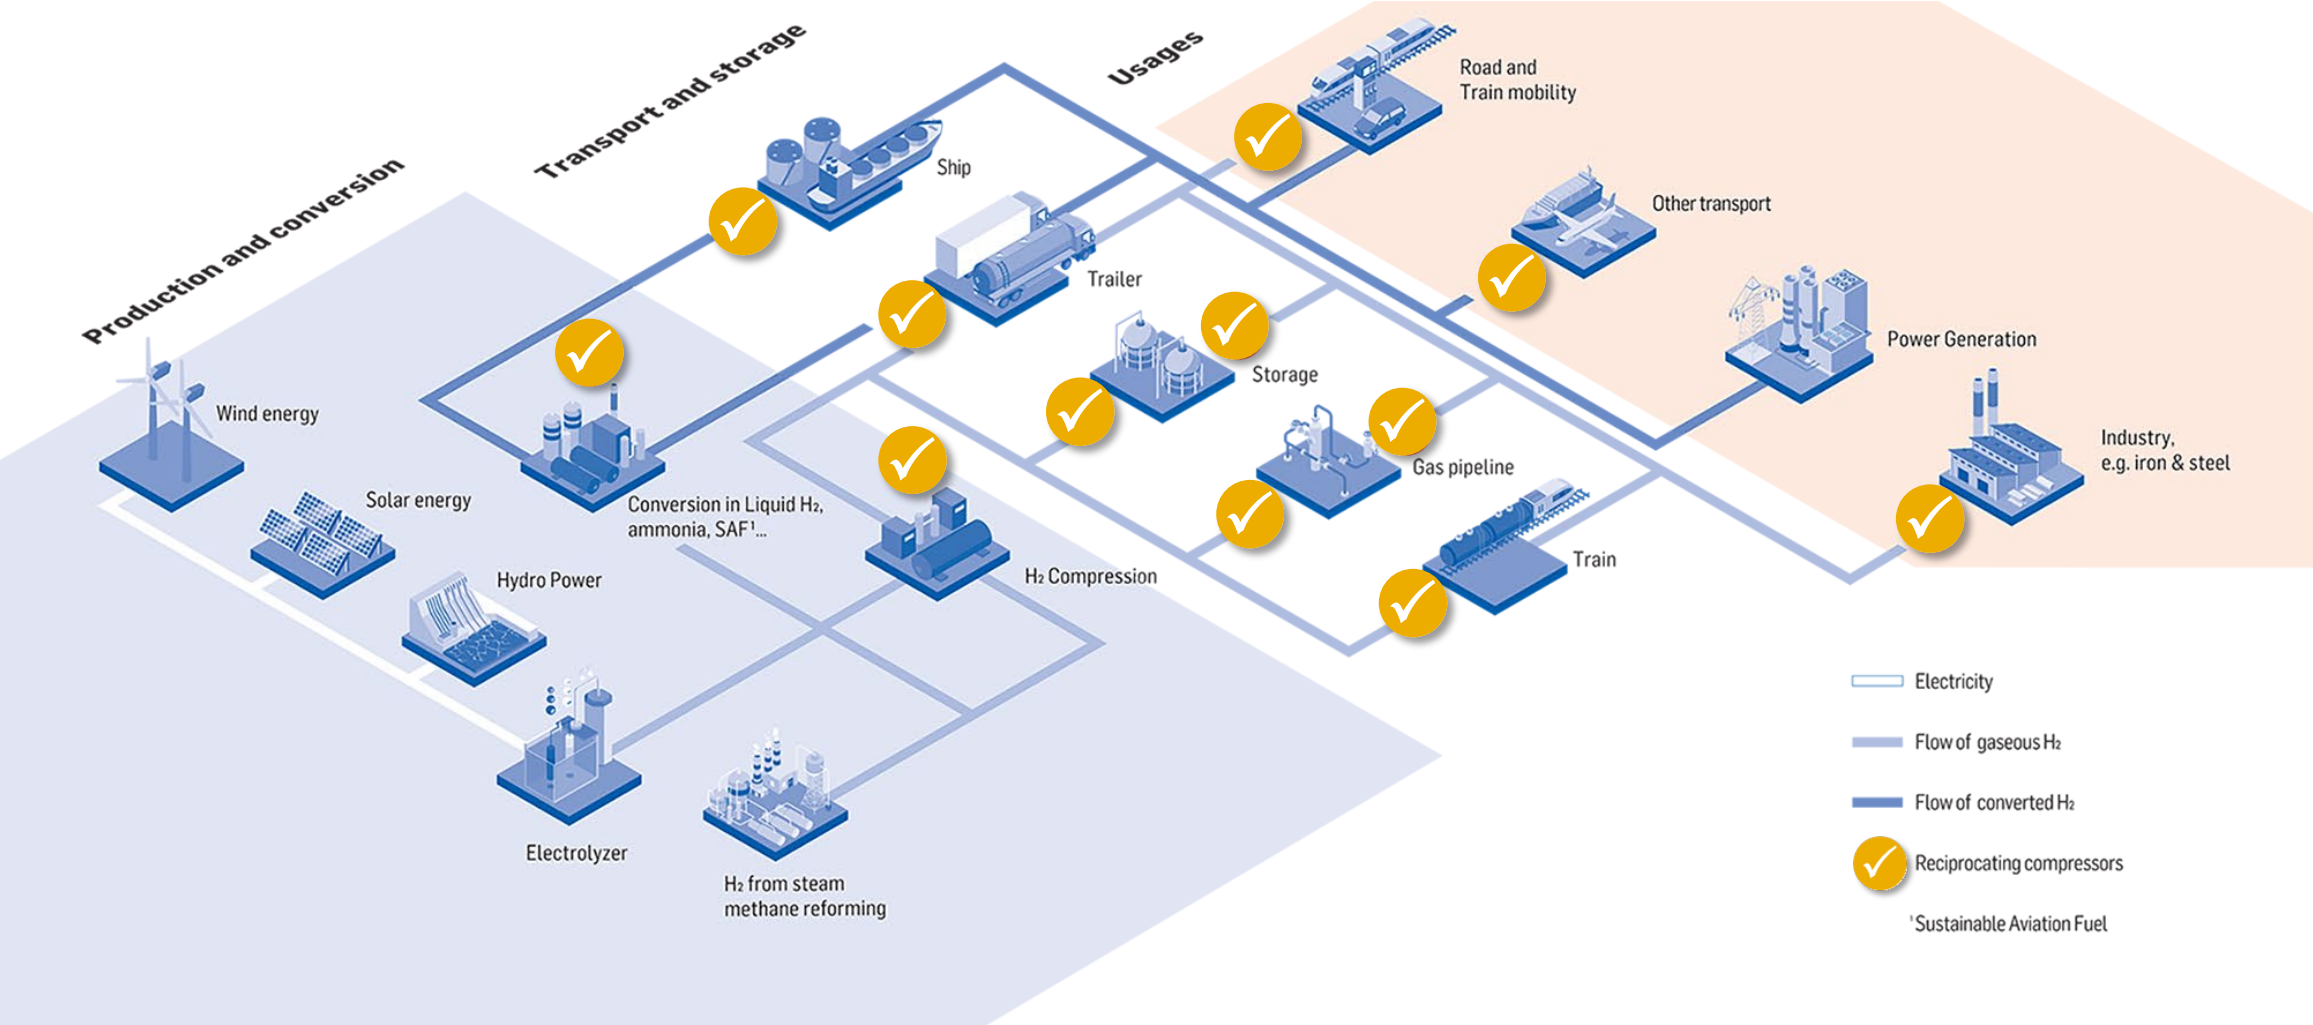 Production and conversion
Transport and storage
Usages
Wind energy
Solar energy
Hydro Power
Electrolyzer
H₂ from steam
methane reforming
Conversion in Liquid H₂,
ammonia, SAF¹...
H₂ Compression
Ship
Trailer
Storage
Gas pipeline
Train
Road and
Train mobility
Other transport
Power Generation
Industry,
e.g. iron & steel
Electricity
Flow of gaseous H₂
Flow of converted H₂
Reciprocating compressors
¹Sustainable Aviation Fuel